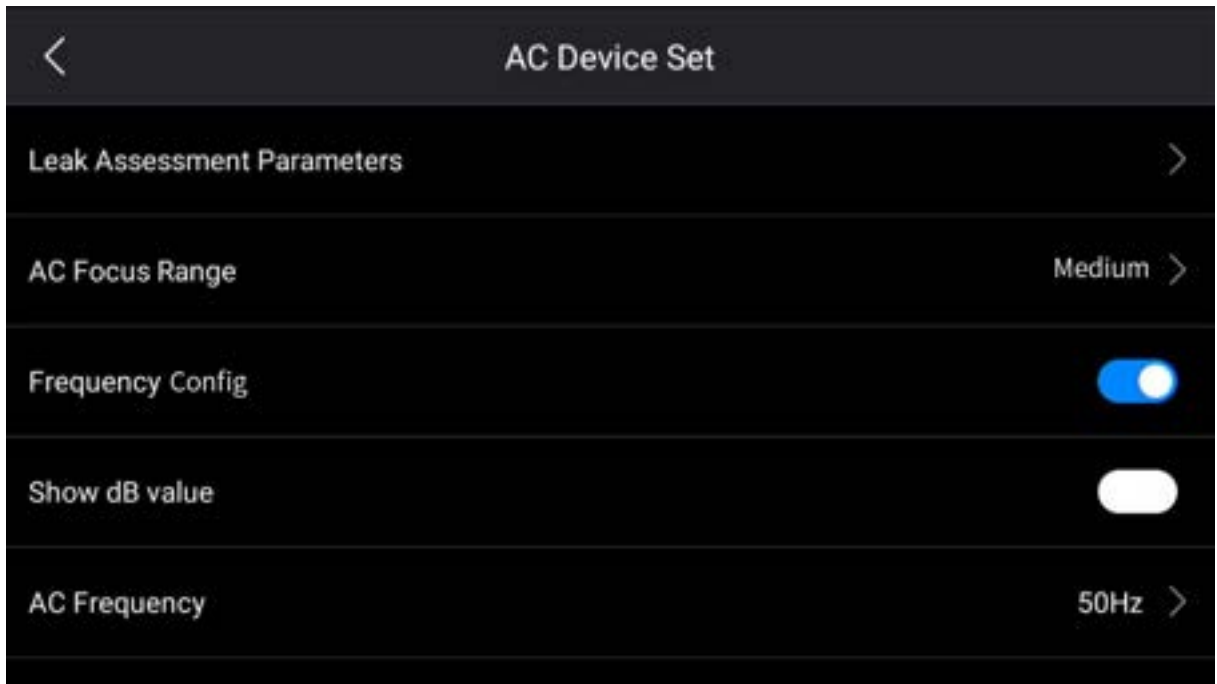 AC Device Set
Leak Assessment Parameters
AC Focus Range
Medium
Frequency Config
Show dB value
AC Frequency
50Hz